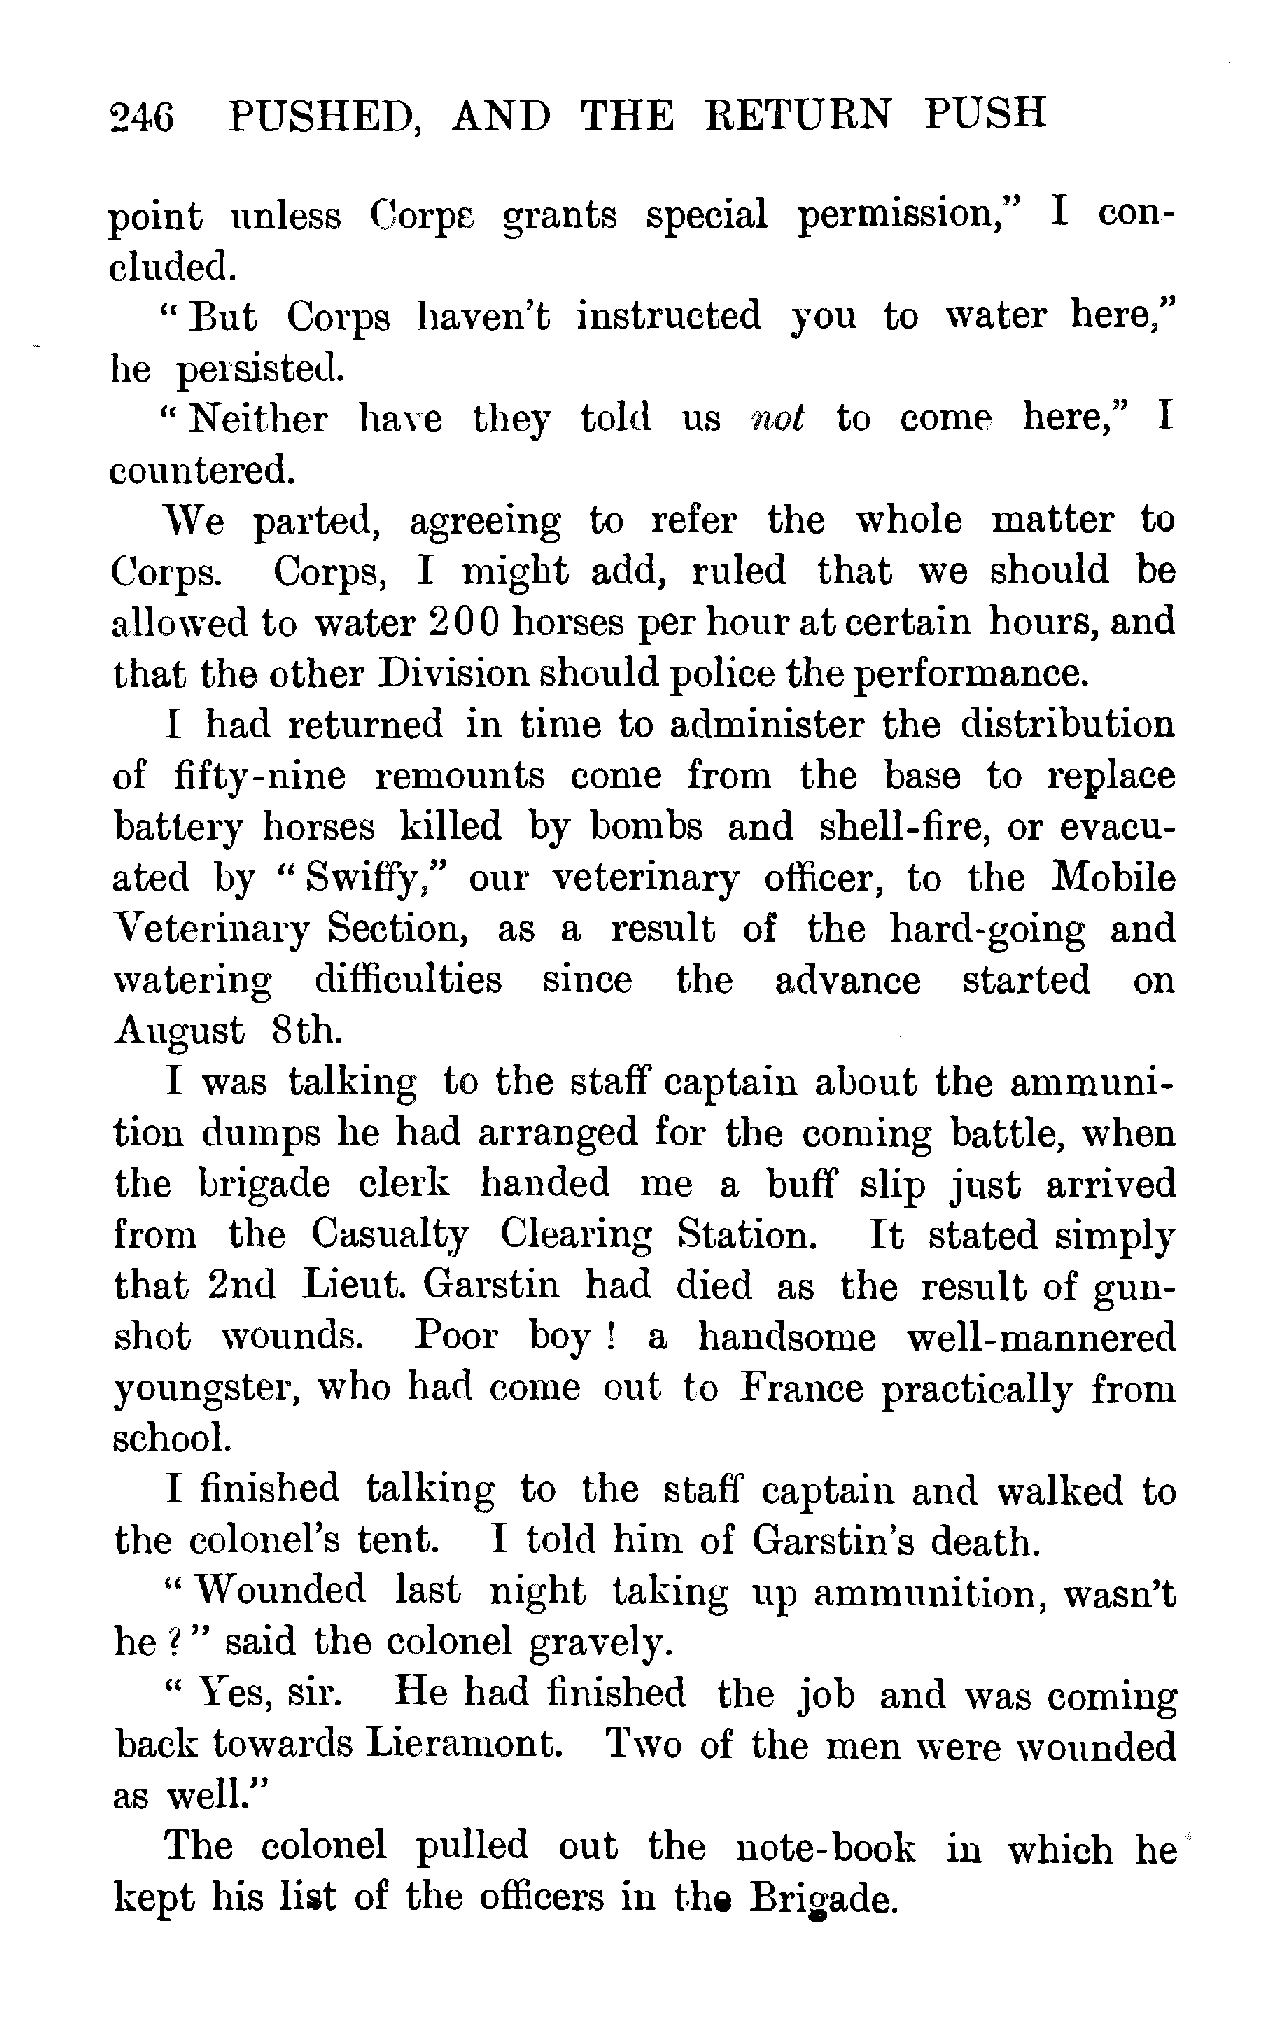 246 PUSHED, AND THE RETURN PUSH
point unless Corps grants special permission,” I con-
cluded.
“ But Corps haven’t instructed you to water here,”
he persisted.
“ Neither have they told us not to come here,” I
countered.
We parted, agreeing to refer the whole matter to
Corps. Corps, I might add, ruled that we should be
allowed to water 200 horses per hour at certain hours, and
that the other Division should police the performance.
I had returned in time to administer the distribution
of fifty-nine remounts come from the base to replace
battery horses killed by bombs and shell-fire, or evacu-
ated by “ Swiffy,” our veterinary officer, to the Mobile
Veterinary Section, as a result of the hard-going and
watering difficulties since the advance started on
August 8th.
I was talking to the staff captain about the ammuni-
tion dumps he had arranged for the coming battle, when
the brigade clerk handed me a buff slip just arrived
from the Casualty Clearing Station. It stated simply
that 2nd Lieut. Garstin had died as the result of gun-
shot wounds. Poor boy ! a handsome well-mannered
youngster, who had come out to France practically from
school.
I finished talking to the staff captain and walked to
the colonel’s tent. I told him of Garstin’s death.
“ Wounded last night taking up ammunition, wasn’t
he ? ” said the colonel gravely.
“ Yes, sir. He had finished the job and was coming
back towards Lieramont. Two of the men were wounded
as well.”
The colonel pulled out the note-book in which he
kept his list of the officers in the Brigade.